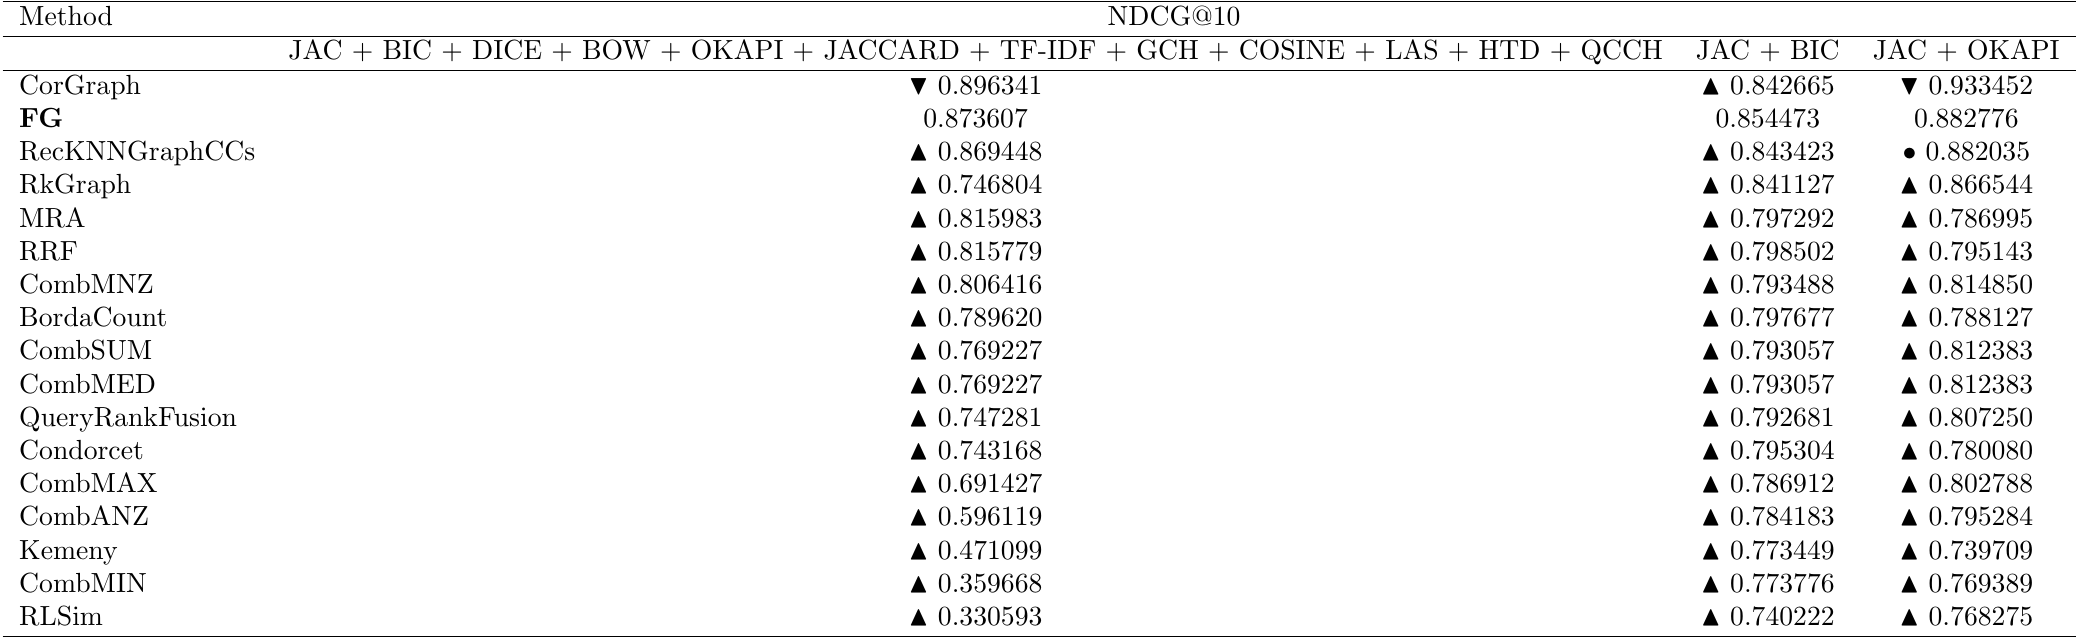 Method NDCG@10
JAC + BIC + DICE + BOW + OKAPI + JACCARD + TF-IDF + GCH + COSINE + LAS + HTD + QCCH JAC + BIC JAC + OKAPI
CorGraph ▼ 0.896341 ▲ 0.842665 ▼ 0.933452
FG 0.873607 0.854473 0.882776
RecKNNGraphCCs ▲ 0.869448 ▲ 0.843423 • 0.882035
RkGraph ▲ 0.746804 ▲ 0.841127 ▲ 0.866544
MRA ▲ 0.815983 ▲ 0.797292 ▲ 0.786995
RRF ▲ 0.815779 ▲ 0.798502 ▲ 0.795143
CombMNZ ▲ 0.806416 ▲ 0.793488 ▲ 0.814850
BordaCount ▲ 0.789620 ▲ 0.797677 ▲ 0.788127
CombSUM ▲ 0.769227 ▲ 0.793057 ▲ 0.812383
CombMED ▲ 0.769227 ▲ 0.793057 ▲ 0.812383
QueryRankFusion ▲ 0.747281 ▲ 0.792681 ▲ 0.807250
Condorcet ▲ 0.743168 ▲ 0.795304 ▲ 0.780080
CombMAX ▲ 0.691427 ▲ 0.786912 ▲ 0.802788
CombANZ ▲ 0.596119 ▲ 0.784183 ▲ 0.795284
Kemeny ▲ 0.471099 ▲ 0.773449 ▲ 0.739709
CombMIN ▲ 0.359668 ▲ 0.773776 ▲ 0.769389
RLSim ▲ 0.330593 ▲ 0.740222 ▲ 0.768275